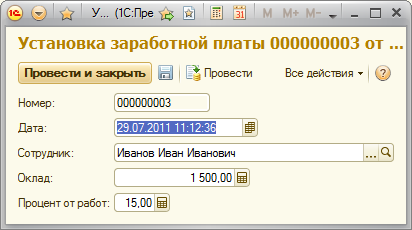 У... (1С:Пре
31
M M+ M−
Установка заработной платы 000000003 от ...
Провести и закрыть Провести Все действия ?
Номер: 000000003
Дата: 29.07.2011 11:12:36
Сотрудник: Иванов Иван Иванович ...
Оклад: 1 500,00
Процент от работ: 15,00